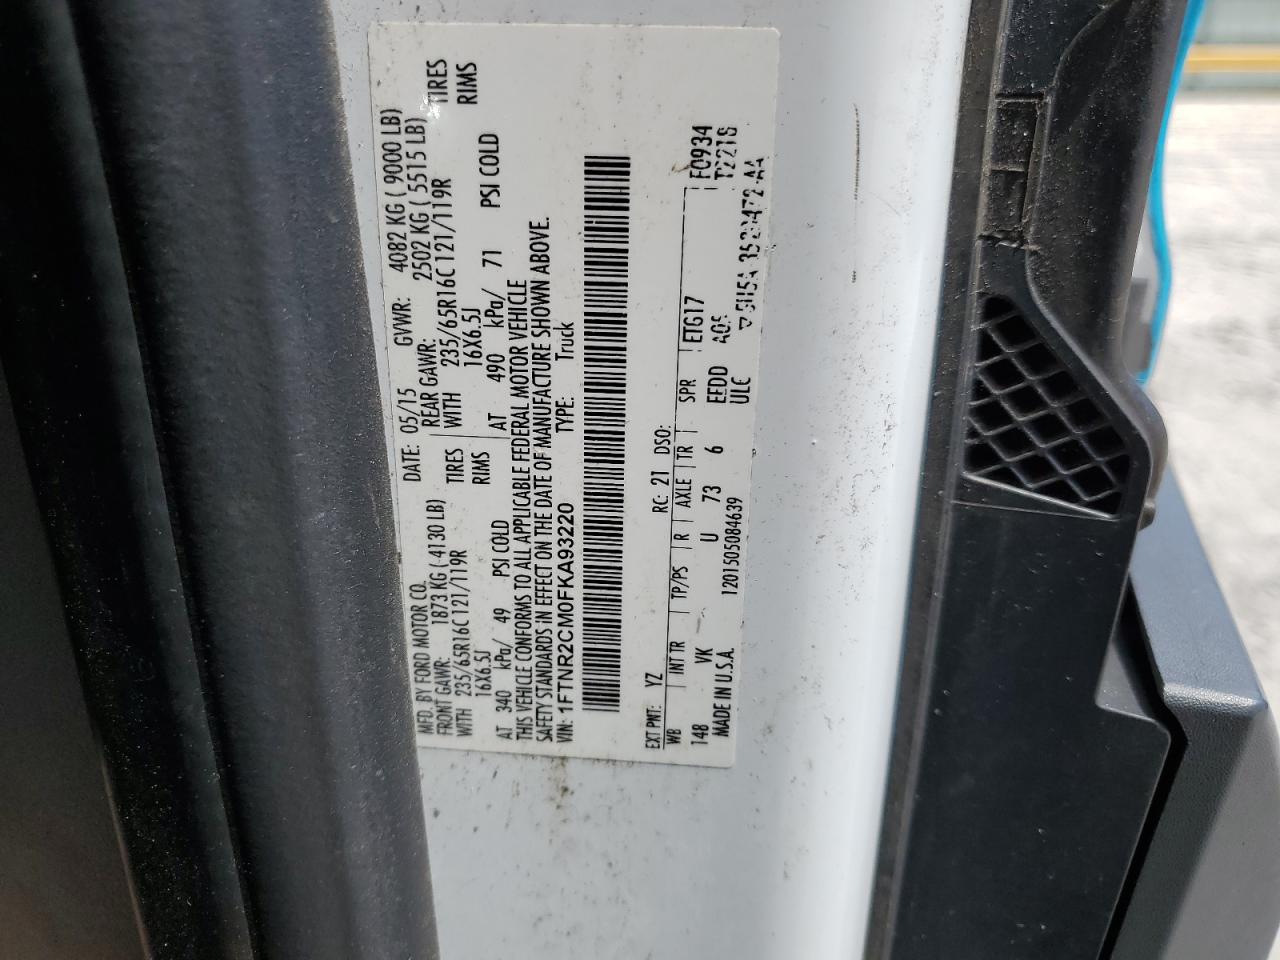 MFD. BY FORD MOTOR CO. DATE: 05/15 GVWR: 4082 KG ( 9000 LB)
FRONT GAWR: 1873 KG ( 4130 LB) REAR GAWR: 2502 KG ( 5515 LB)
WITH 235/65R16C 121/119R TIRES WITH 235/65R16C 121/119R TIRES
16X6.5J RIMS 16X6.5J RIMS
AT 340 kPa/ 49 PSI COLD AT 490 kPa/ 71 PSI COLD
THIS VEHICLE CONFORMS TO ALL APPLICABLE FEDERAL MOTOR VEHICLE
SAFETY STANDARDS IN EFFECT ON THE DATE OF MANUFACTURE SHOWN ABOVE.
VIN: 1FTNR2CM0FKA93220 TYPE: Truck
EXT PNT: YZ RC: 21 DSO:
WB INT TR TP/PS R AXLE TR SPR ETG17 F0934
148 VK U 73 6 EEDD
MADE IN U.S.A. 1201505084639 ULC